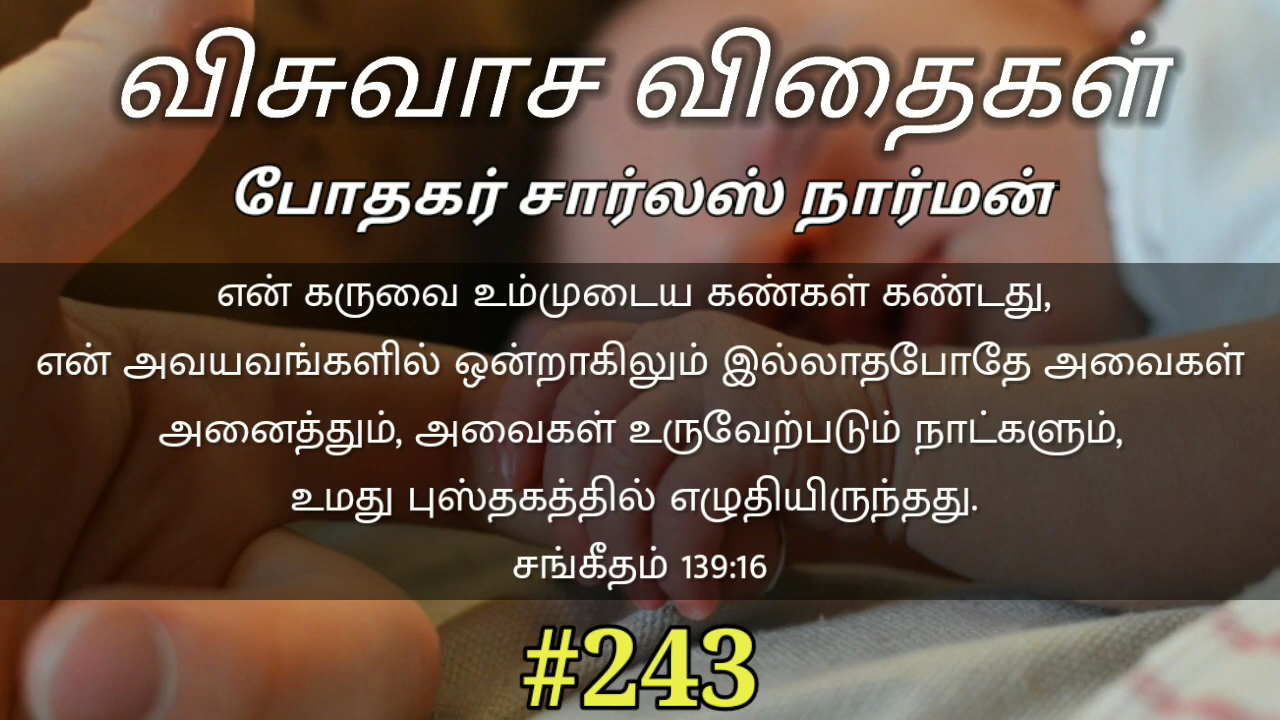 விசுவாச விதைகள்
போதகர் சார்லஸ் நார்மன்
என் கருவை உம்முடைய கண்கள் கண்டது,
என் அவயவங்களில் ஒன்றாகிலும் இல்லாதபோதே அவைகள்
அனைத்தும், அவைகள் உருவேற்படும் நாட்களும்,
உமது புஸ்தகத்தில் எழுதியிருந்தது.
சங்கீதம் 139:16
#243